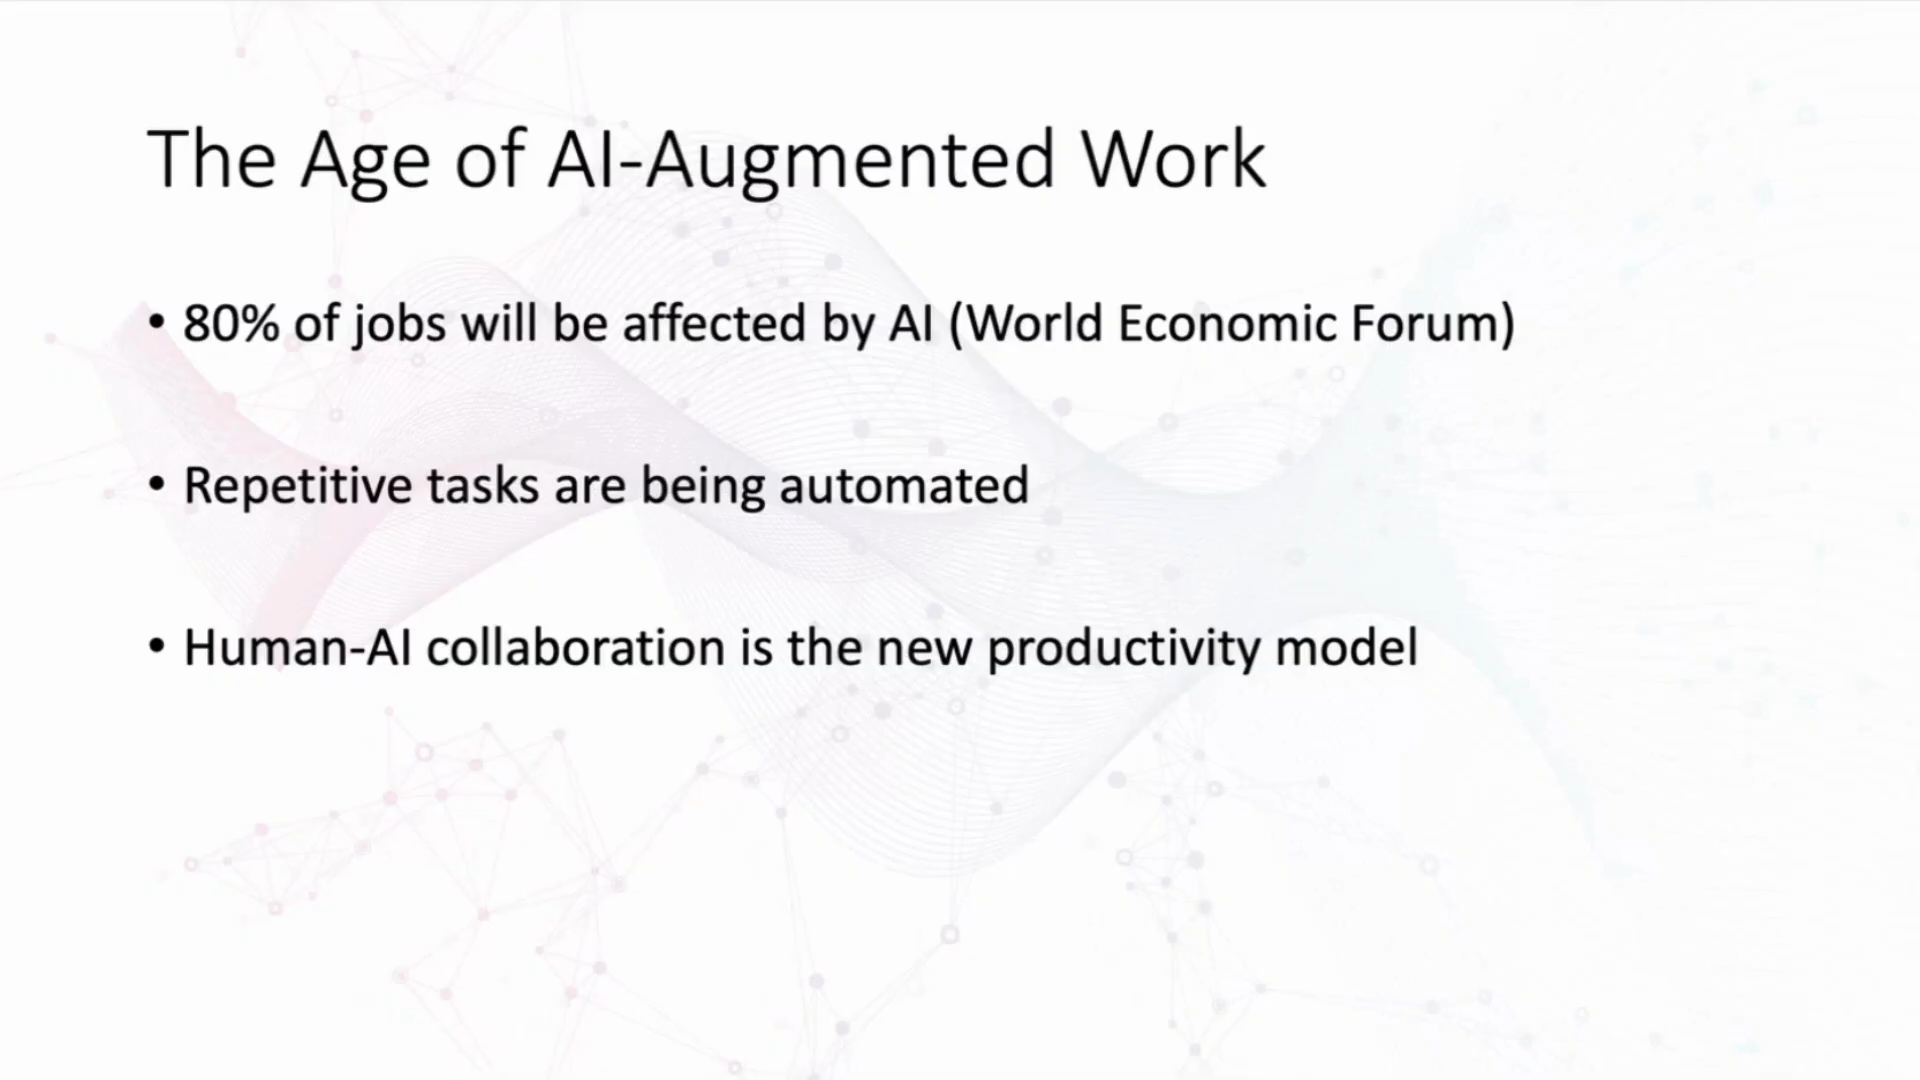 The Age of AI-Augmented Work
• 80% of jobs will be affected by AI (World Economic Forum)
• Repetitive tasks are being automated
• Human-AI collaboration is the new productivity model